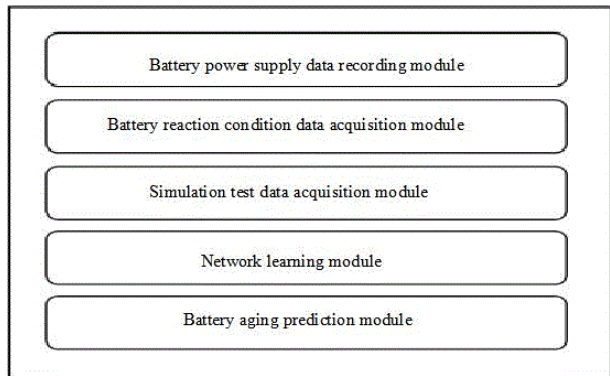 Battery power supply data recording module
Battery reaction condition data acquisition module
Simulation test data acquisition module
Network learning module
Battery aging prediction module